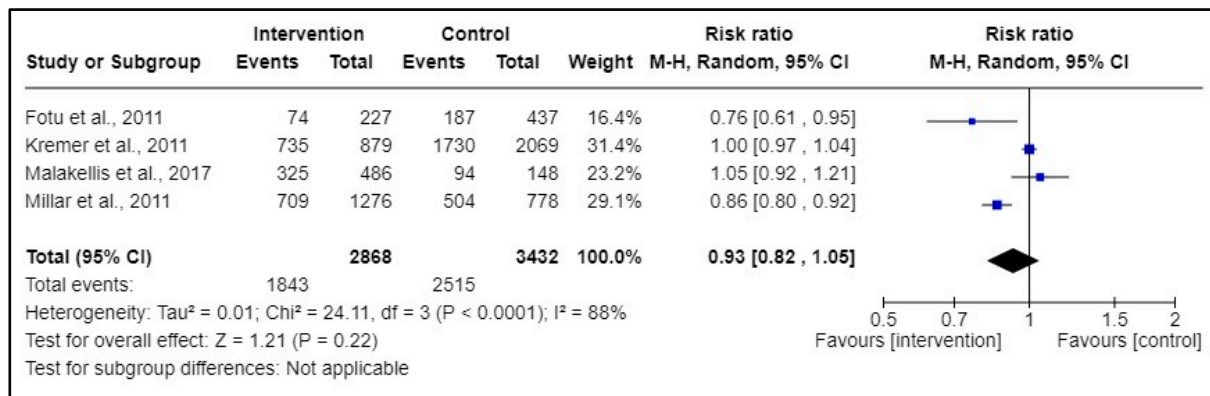 Intervention Control Risk ratio Risk ratio
Study or Subgroup Events Total Events Total Weight M-H, Random, 95% CI M-H, Random, 95% CI
Fotu et al., 2011 74 227 187 437 16.4% 0.76 [0.61 , 0.95]
Kremer et al., 2011 735 879 1730 2069 31.4% 1.00 [0.97 , 1.04]
Malakellis et al., 2017 325 486 94 148 23.2% 1.05 [0.92 , 1.21]
Millar et al., 2011 709 1276 504 778 29.1% 0.86 [0.80 , 0.92]
Total (95% CI) 2868 3432 100.0% 0.93 [0.82 , 1.05]
Total events: 1843 2515
Heterogeneity: Tau² = 0.01; Chi² = 24.11, df = 3 (P < 0.0001); I² = 88%
0.5 0.7 1 1.5 2
Test for overall effect: Z = 1.21 (P = 0.22)
Favours [intervention] Favours [control]
Test for subgroup differences: Not applicable